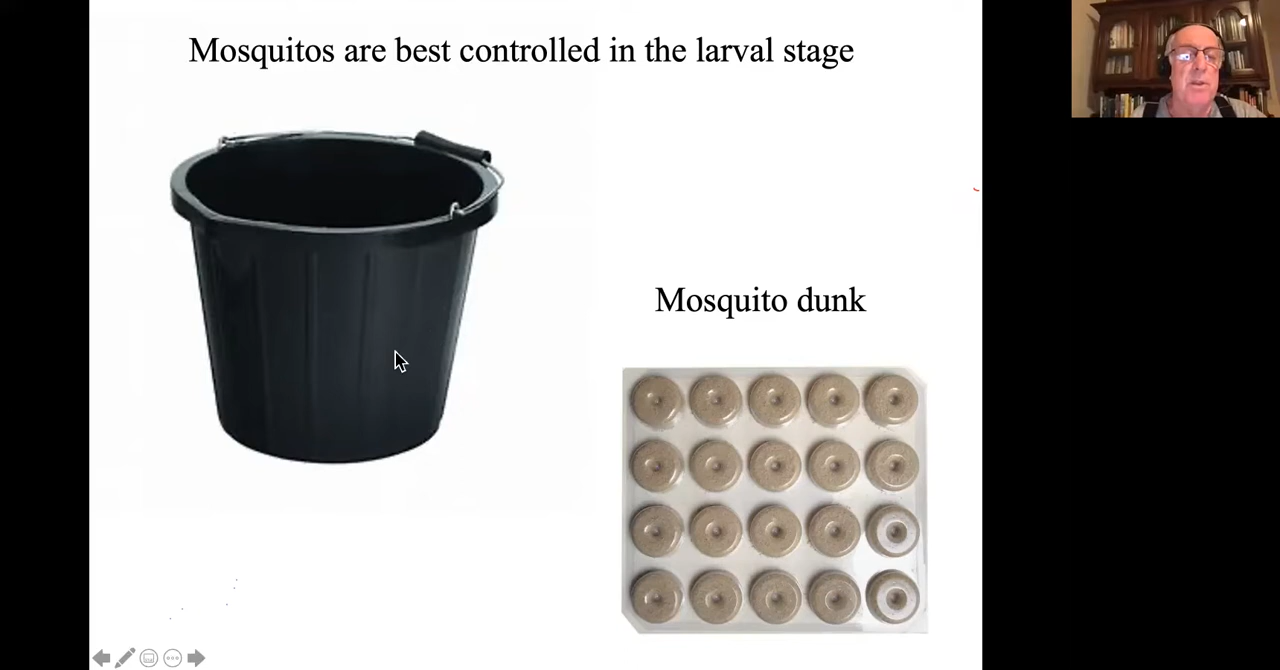 Mosquitos are best controlled in the larval stage
Mosquito dunk